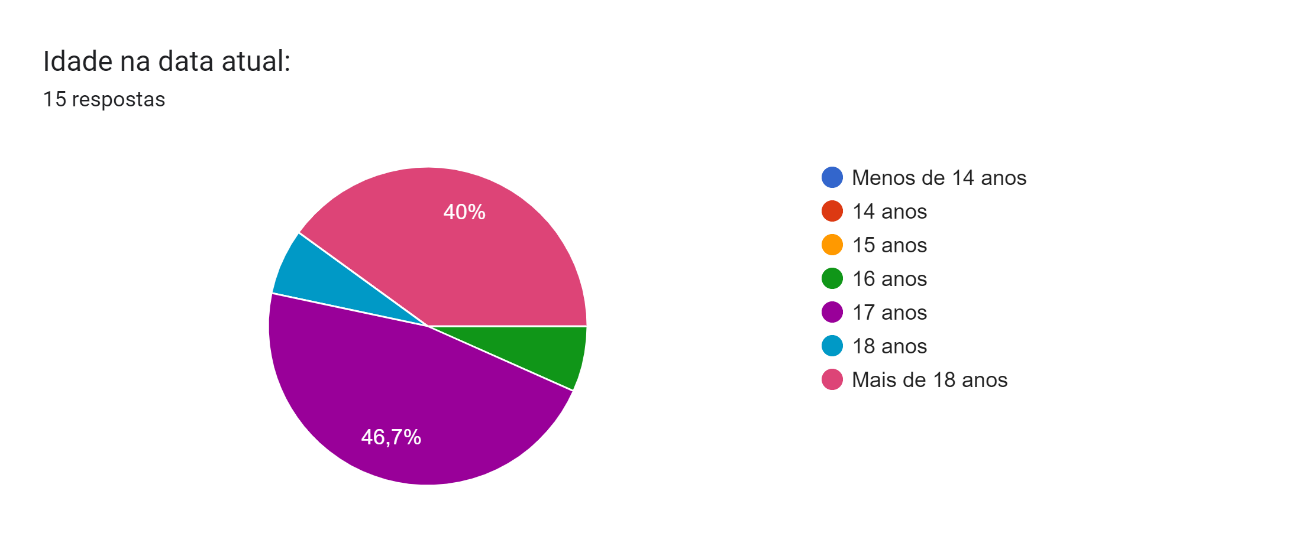 Idade na data atual:
15 respostas
40%
46,7%
Menos de 14 anos
14 anos
15 anos
16 anos
17 anos
18 anos
Mais de 18 anos